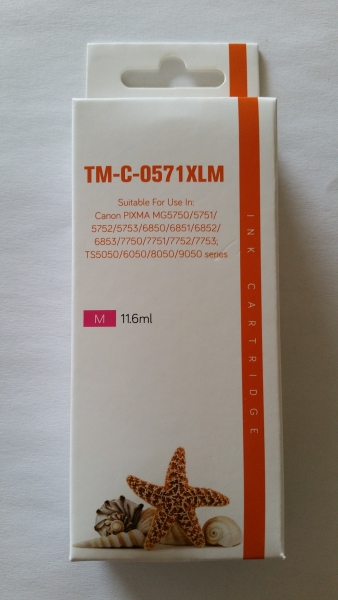 TM-C-0571XLM
Suitable For Use In:
Canon PIXMA MG5750/5751/
5752/5753/6850/6851/6852/
6853/7750/7751/7752/7753;
TS5050/6050/8050/9050 series
M 11.6ml
INK CARTRIDGE